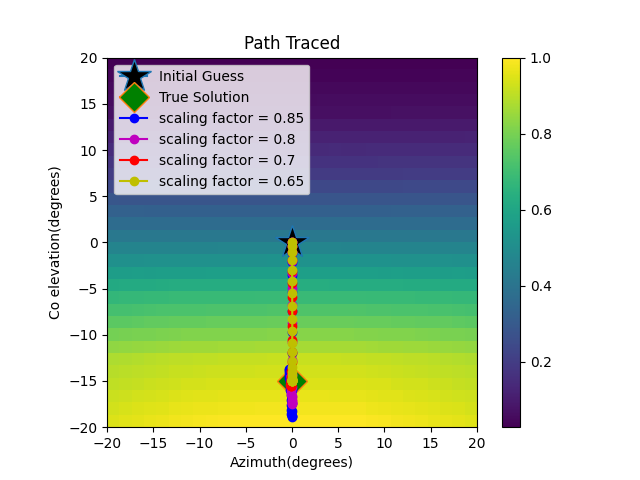 Path Traced
Initial Guess
True Solution
scaling factor = 0.85
scaling factor = 0.8
scaling factor = 0.7
scaling factor = 0.65
Co elevation(degrees)
20
15
10
5
0
−5
−10
−15
−20
−20 −15 −10 −5 0 5 10 15 20
Azimuth(degrees)
1.0
0.8
0.6
0.4
0.2